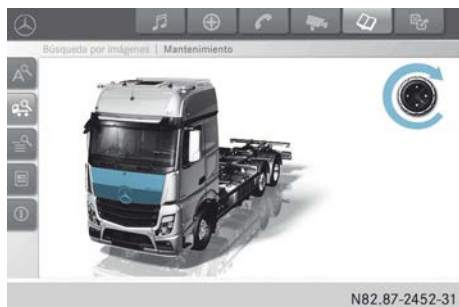 Búsqueda por imágenes | Mantenimiento
A
N82.87-2452-31